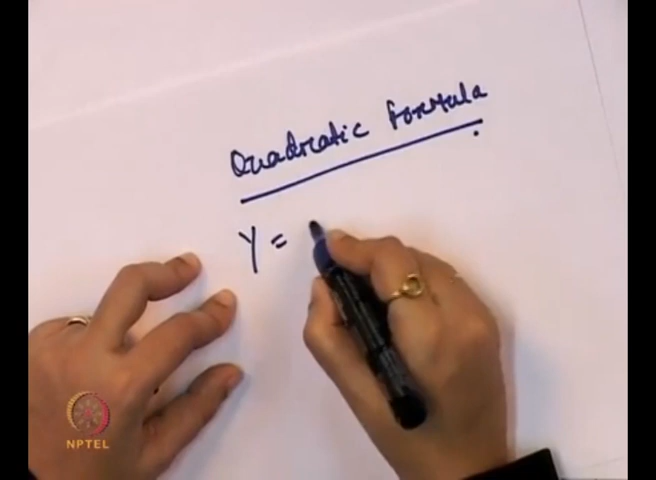 Quadratic formula
Y =
NPTEL